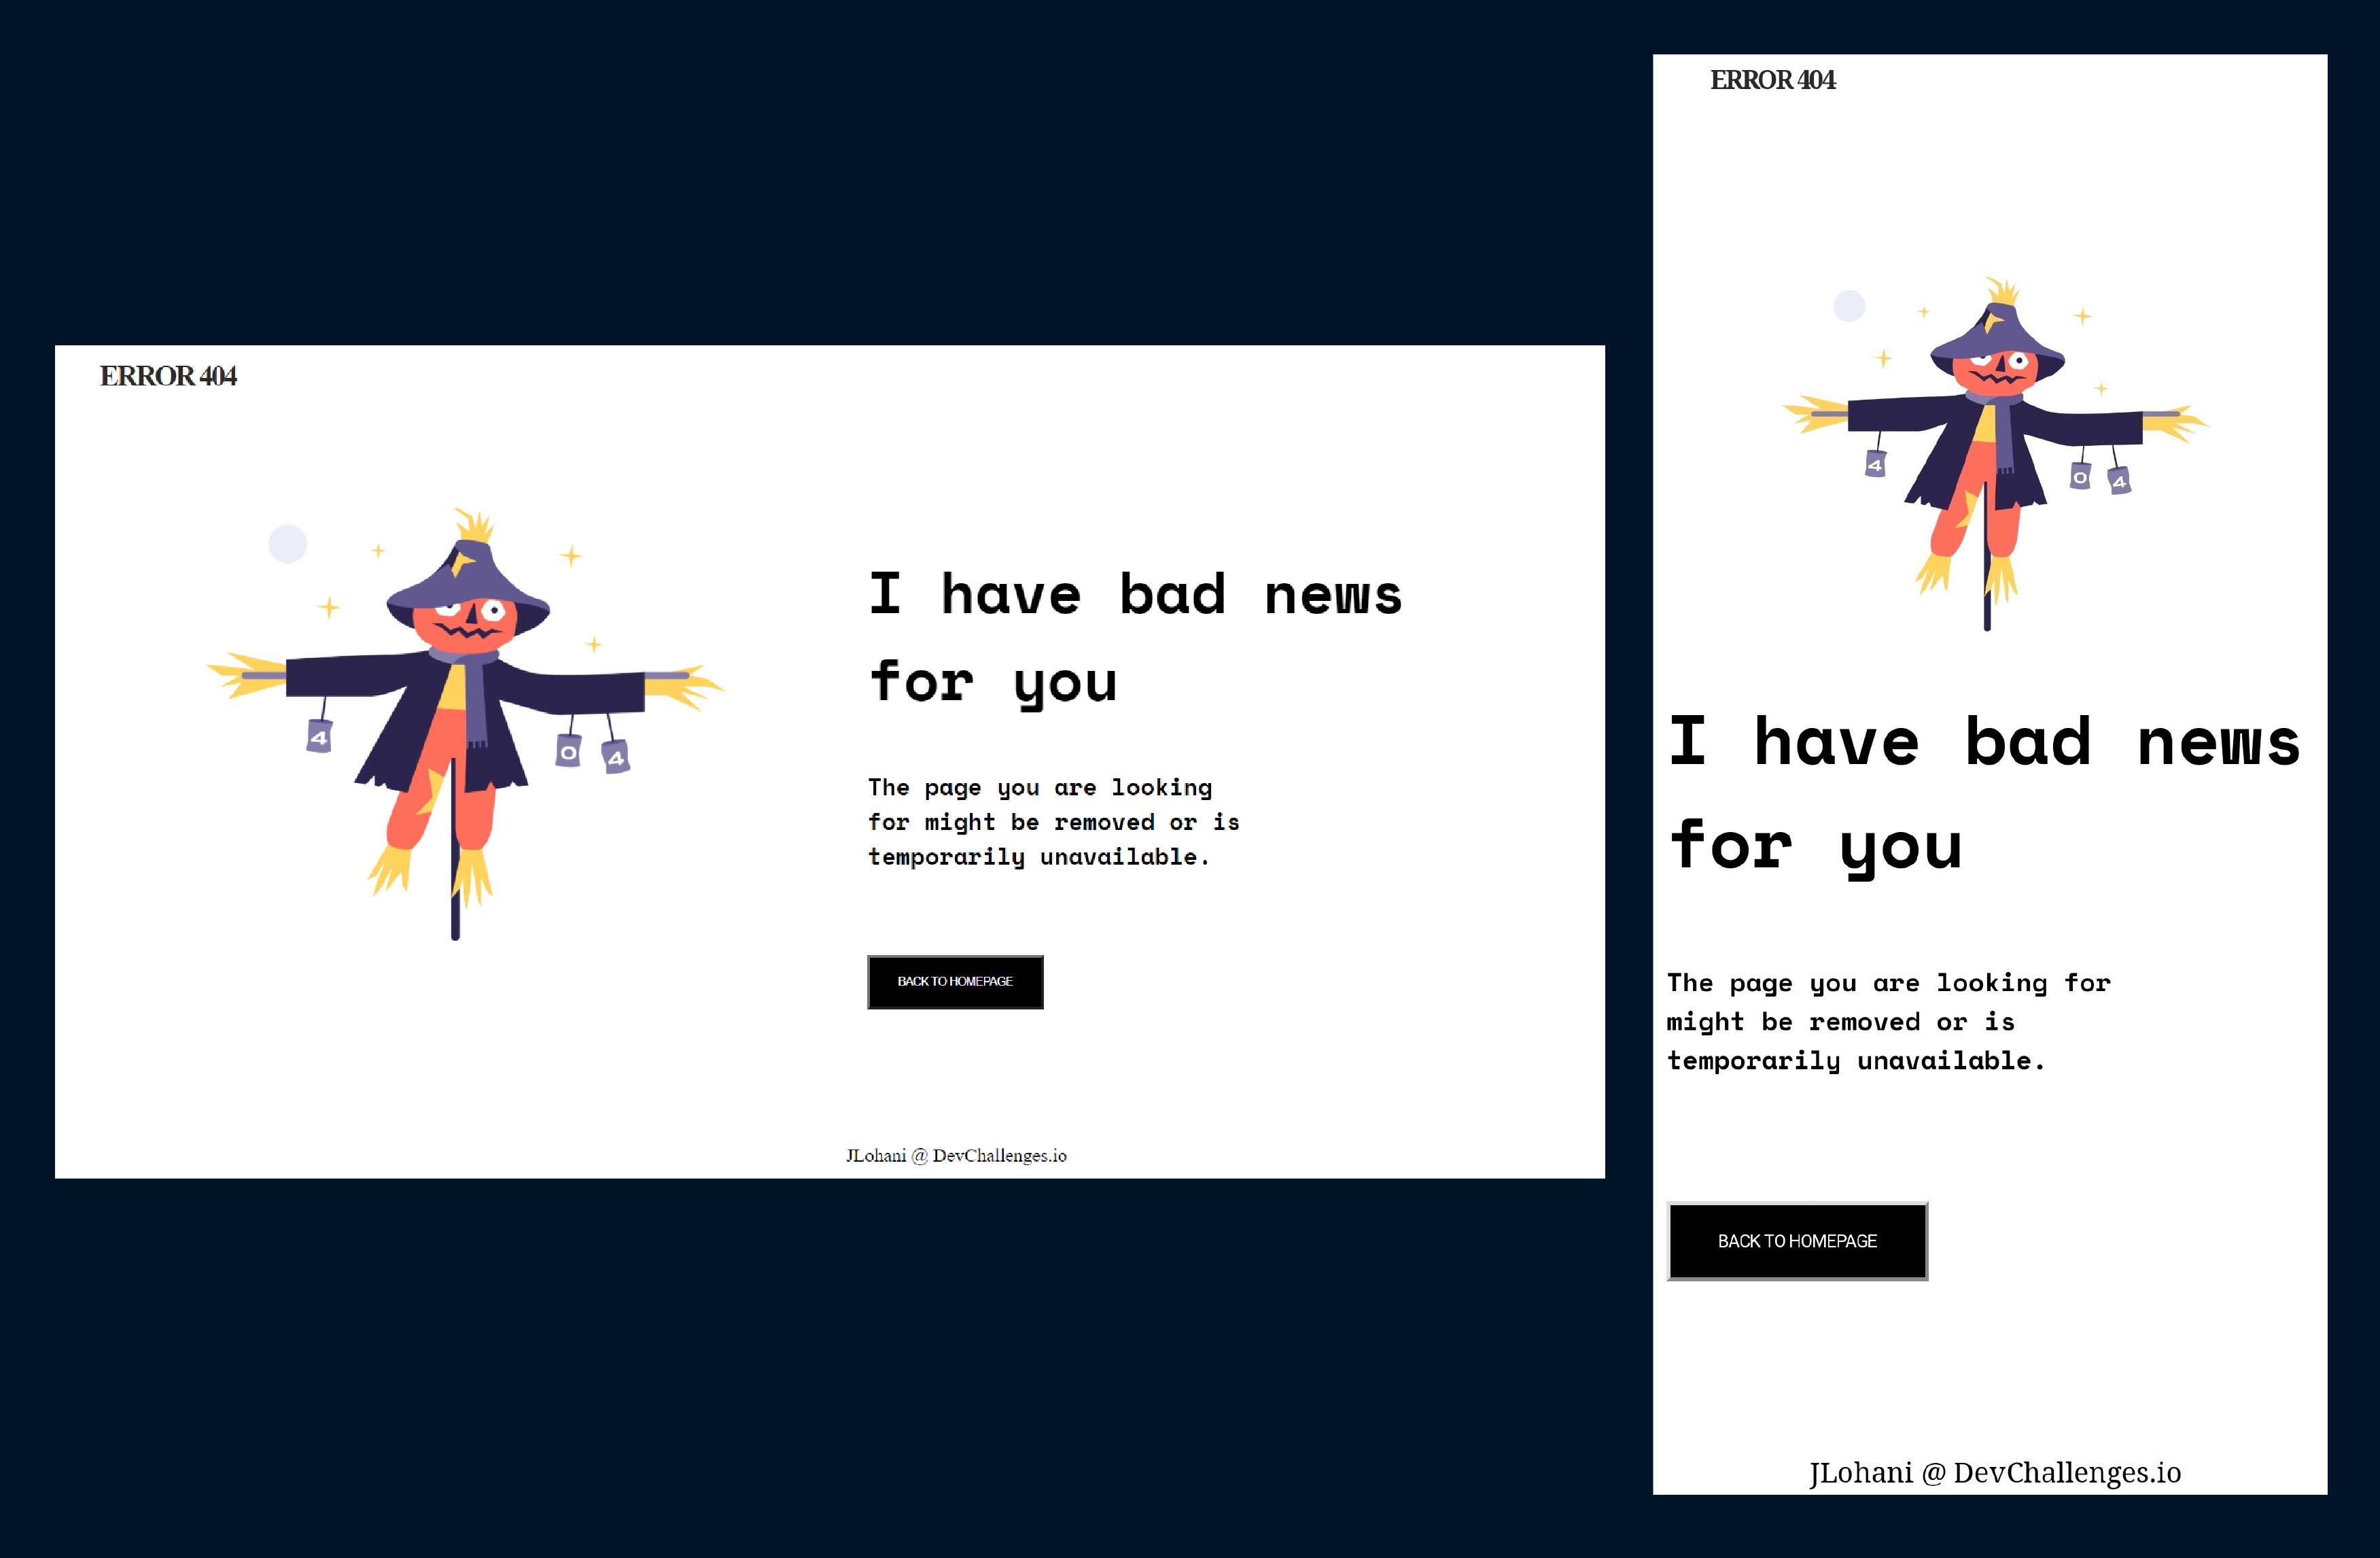 ERROR 404
4
0
4
I have bad news
for you
The page you are looking
for might be removed or is
temporarily unavailable.
BACK TO HOMEPAGE
JLohani @ DevChallenges.io
ERROR 404
4
0
4
I have bad news
for you
The page you are looking for
might be removed or is
temporarily unavailable.
BACK TO HOMEPAGE
JLohani @ DevChallenges.io